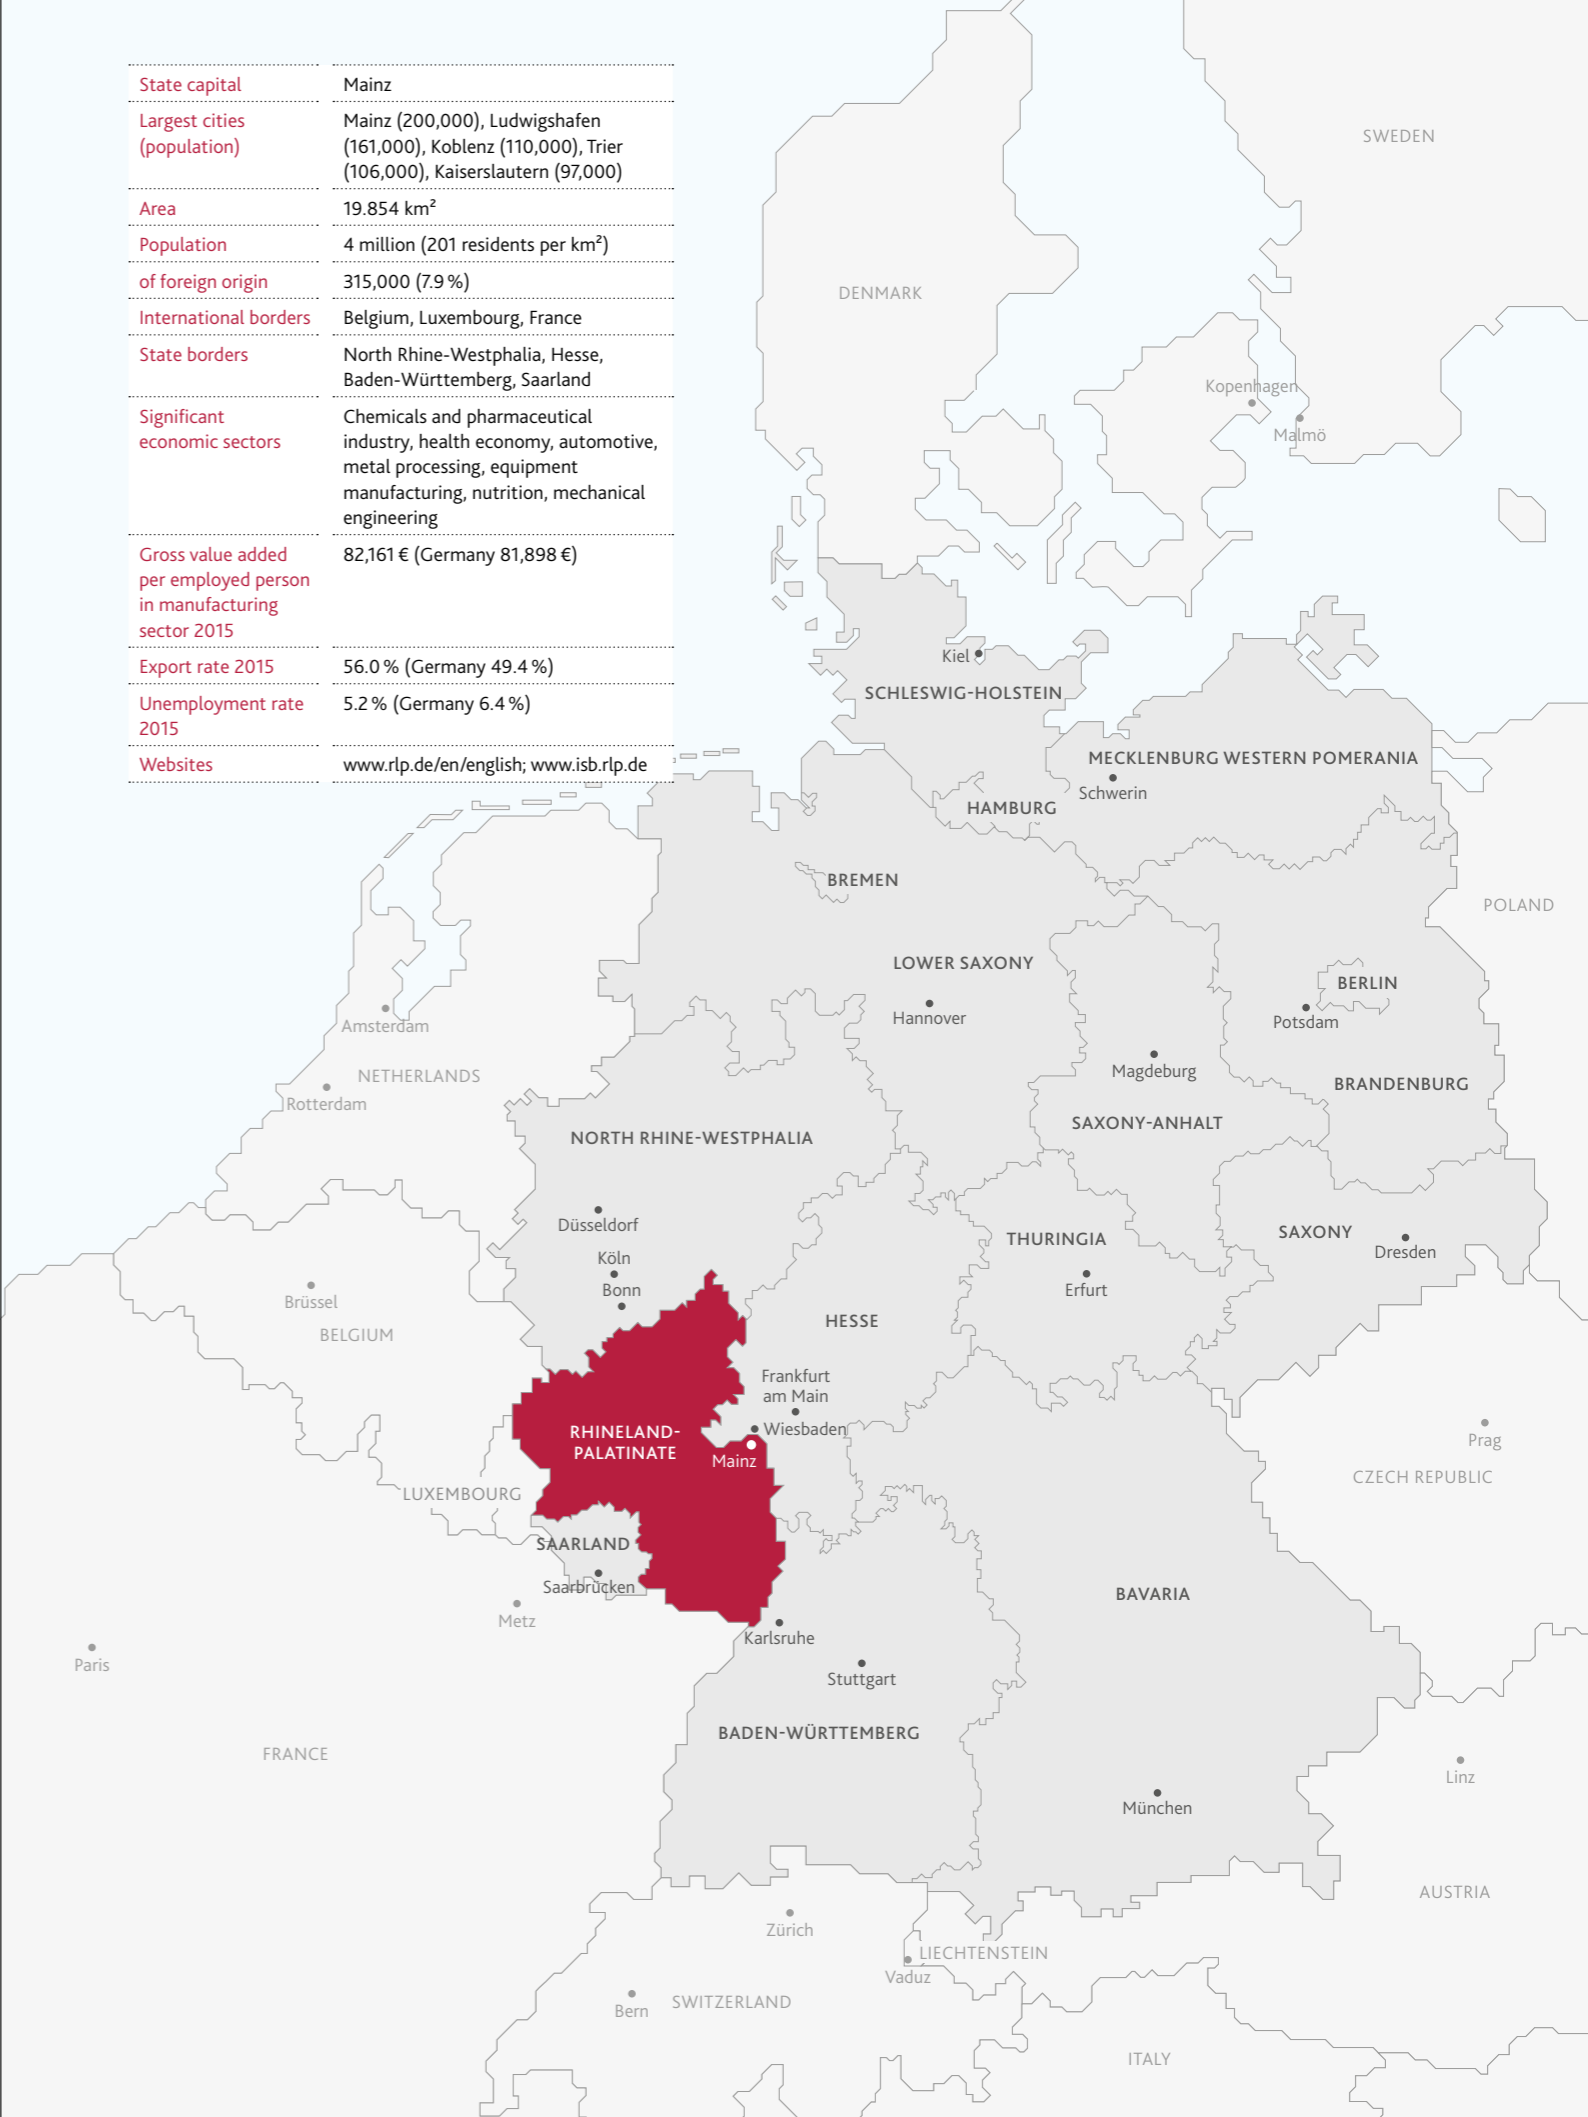 State capital
Mainz
Largest cities
(population)
Mainz (200,000), Ludwigshafen
(161,000), Koblenz (110,000), Trier
(106,000), Kaiserslautern (97,000)
Area
19.854 km²
Population
4 million (201 residents per km²)
of foreign origin
315,000 (7.9 %)
International borders
Belgium, Luxembourg, France
State borders
North Rhine-Westphalia, Hesse,
Baden-Württemberg, Saarland
Significant
economic sectors
Chemicals and pharmaceutical
industry, health economy, automotive,
metal processing, equipment
manufacturing, nutrition, mechanical
engineering
Gross value added
per employed person
in manufacturing
sector 2015
82,161 € (Germany 81,898 €)
Export rate 2015
56.0 % (Germany 49.4 %)
Unemployment rate
2015
5.2 % (Germany 6.4 %)
Websites
www.rlp.de/en/english; www.isb.rlp.de
SWEDEN
DENMARK
Kopenhagen
Malmö
Kiel
SCHLESWIG-HOLSTEIN
MECKLENBURG WESTERN POMERANIA
Schwerin
HAMBURG
BREMEN
POLAND
LOWER SAXONY
BERLIN
Hannover
Potsdam
Amsterdam
Magdeburg
NETHERLANDS
BRANDENBURG
Rotterdam
SAXONY-ANHALT
NORTH RHINE-WESTPHALIA
Düsseldorf
THURINGIA
SAXONY
Dresden
Köln
Bonn
Erfurt
Brüssel
BELGIUM
HESSE
Frankfurt
am Main
Wiesbaden
RHINELAND-
PALATINATE
Mainz
Prag
CZECH REPUBLIC
LUXEMBOURG
SAARLAND
Saarbrücken
BAVARIA
Metz
Karlsruhe
Paris
Stuttgart
BADEN-WÜRTTEMBERG
FRANCE
Linz
München
AUSTRIA
Zürich
LIECHTENSTEIN
Vaduz
Bern
SWITZERLAND
ITALY